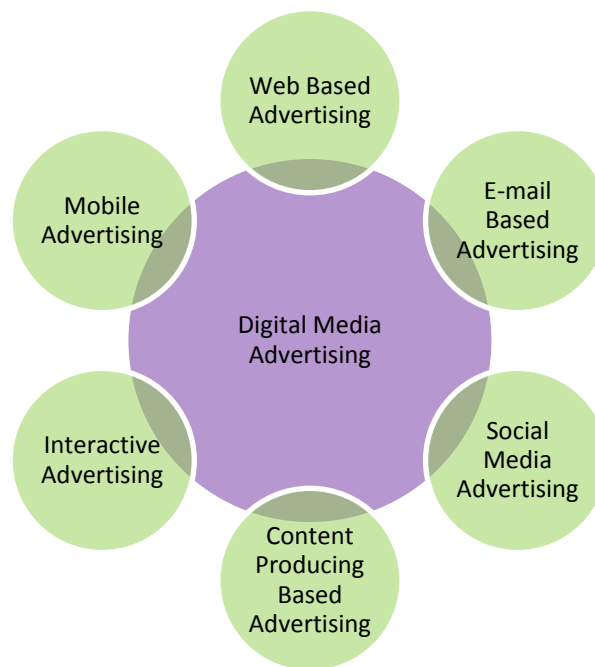 Web Based
Advertising
E-mail
Based
Advertising
Social
Media
Advertising
Content
Producing
Based
Advertising
Interactive
Advertising
Mobile
Advertising
Digital Media
Advertising